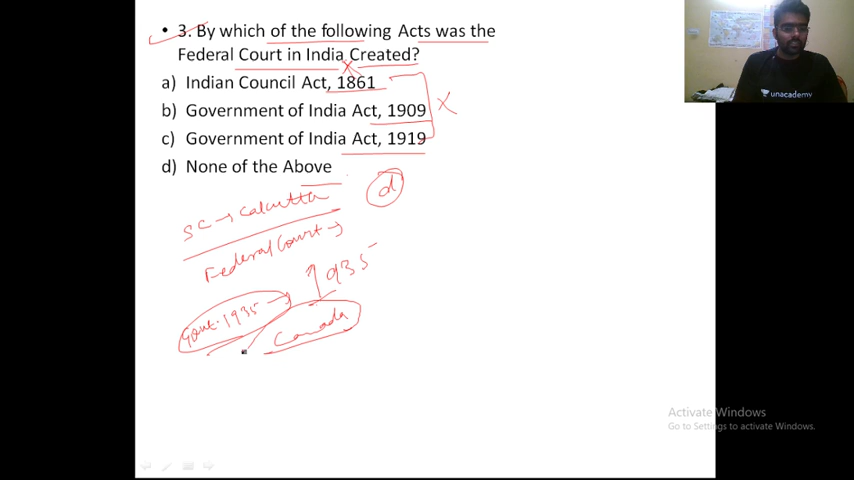 • 3. By which of the following Acts was the
Federal Court in India Created?
a) Indian Council Act, 1861
b) Government of India Act, 1909
c) Government of India Act, 1919
d) None of the Above
d
SC → Calcutta
Federal Court →
1935
Govt. 1935 →
Canada
unacademy
Activate Windows
Go to Settings to activate Windows.